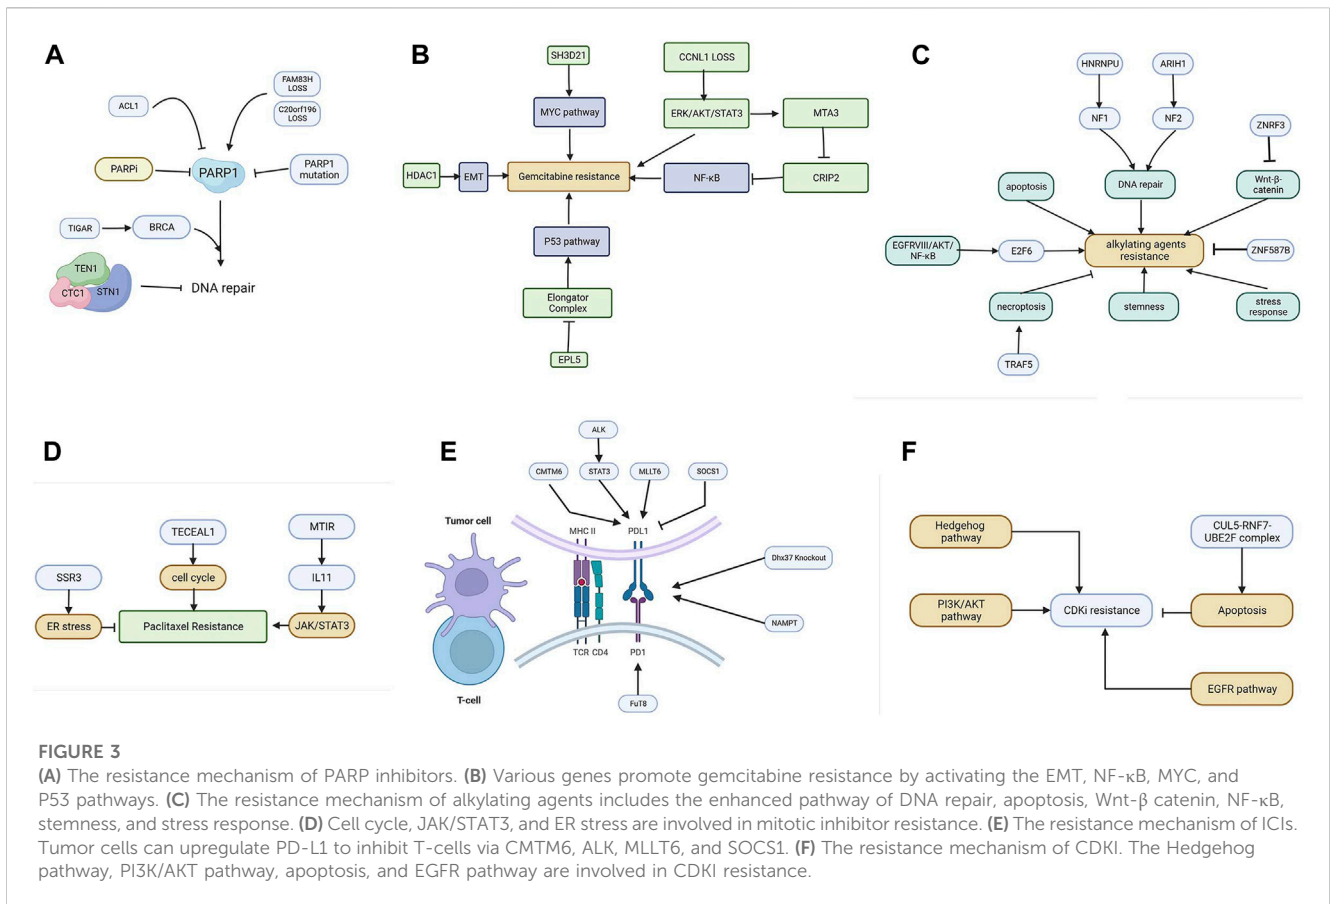 A
ACL1
FAM83H
LOSS
C20orf196
LOSS
PARPi
PARP1
PARP1
mutation
TIGAR
BRCA
TEN1
CTC1
STN1
DNA repair
B
SH3D21
CCNL1 LOSS
MYC pathway
ERK/AKT/STAT3
MTA3
HDAC1
EMT
Gemcitabine resistance
NF-κB
CRIP2
P53 pathway
Elongator
Complex
EPL5
C
HNRNPU
ARIH1
NF1
NF2
ZNRF3
apoptosis
DNA repair
Wnt-β-
catenin
EGFRVIII/AKT/
NF-κB
E2F6
alkylating agents
resistance
ZNF587B
necroptosis
stemness
stress
response
TRAF5
D
TECEAL1
MTIR
SSR3
cell cycle
IL11
ER stress
Paclitaxel Resistance
JAK/STAT3
E
ALK
CMTM6
STAT3
MLLT6
SOCS1
Tumor cell
MHC II
PDL1
Dhx37 Knockout
NAMPT
TCR CD4
PD1
T-cell
FuT8
F
Hedgehog
pathway
CUL5-RNF7-
UBE2F complex
PI3K/AKT
pathway
CDKi resistance
Apoptosis
EGFR pathway
FIGURE 3
(A) The resistance mechanism of PARP inhibitors. (B) Various genes promote gemcitabine resistance by activating the EMT, NF-κB, MYC, and
P53 pathways. (C) The resistance mechanism of alkylating agents includes the enhanced pathway of DNA repair, apoptosis, Wnt-β catenin, NF-κB,
stemness, and stress response. (D) Cell cycle, JAK/STAT3, and ER stress are involved in mitotic inhibitor resistance. (E) The resistance mechanism of ICIs.
Tumor cells can upregulate PD-L1 to inhibit T-cells via CMTM6, ALK, MLLT6, and SOCS1. (F) The resistance mechanism of CDKI. The Hedgehog
pathway, PI3K/AKT pathway, apoptosis, and EGFR pathway are involved in CDKI resistance.